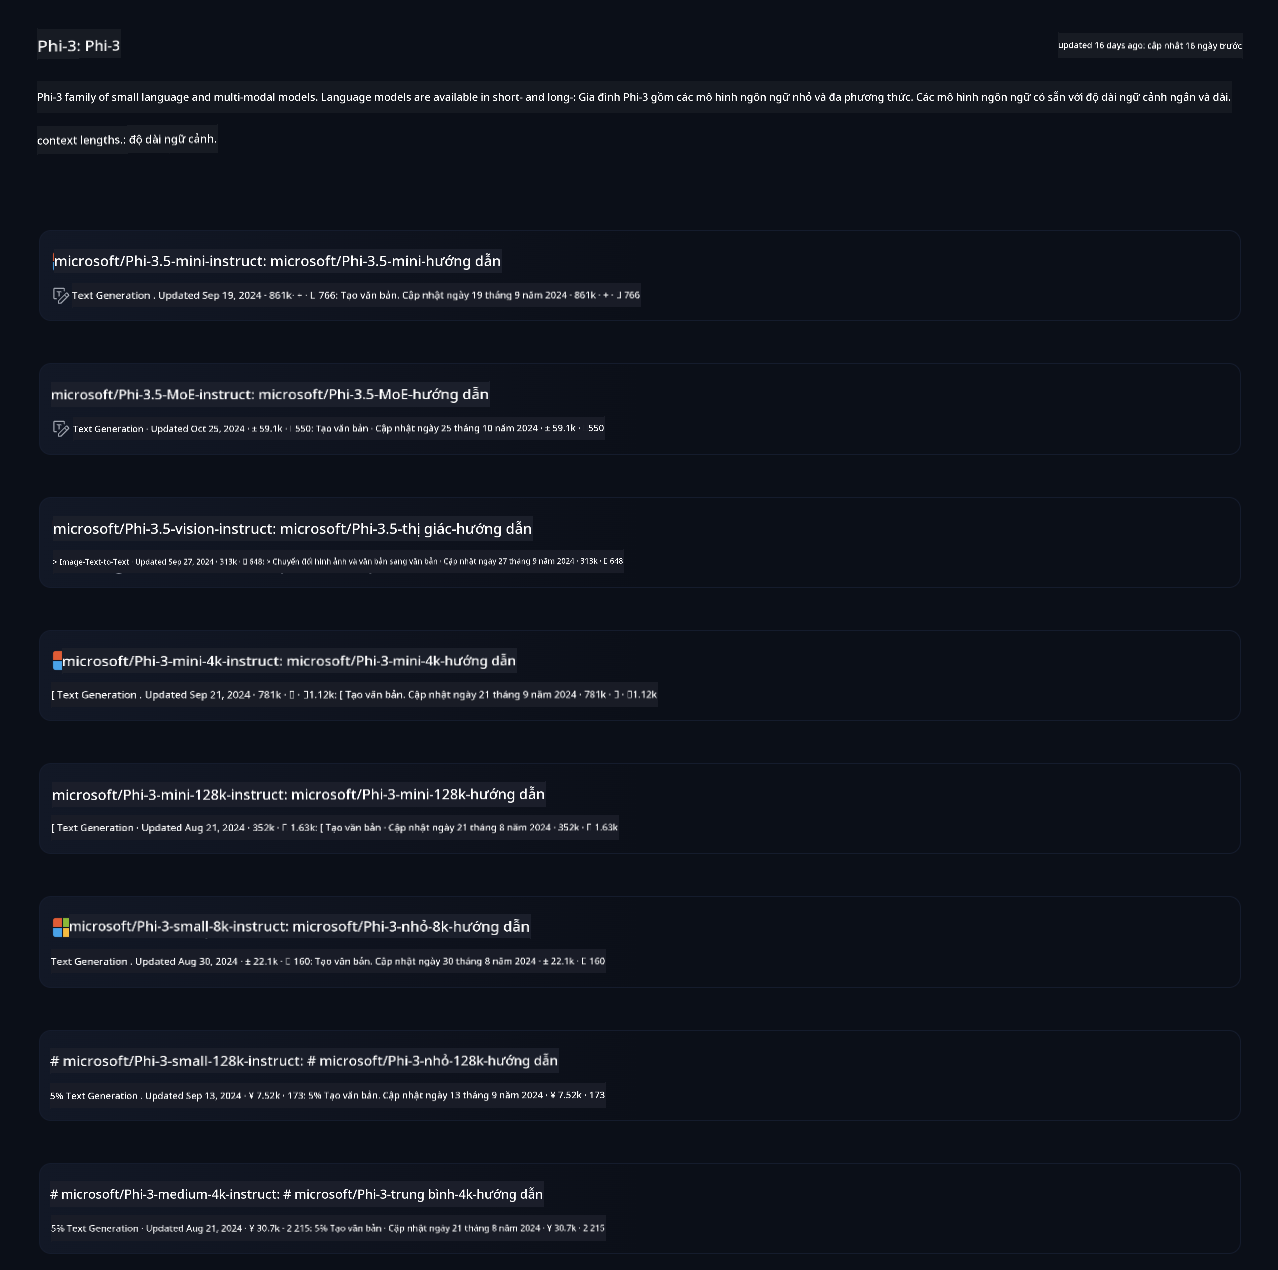 Phi-3: Phi-3
updated 16 days ago: cập nhật 16 ngày trước
Phi-3 family of small language and multi-modal models. Language models are available in short- and long-: Gia đình Phi-3 gồm các mô hình ngôn ngữ nhỏ và đa phương thức. Các mô hình ngôn ngữ có sẵn với độ dài ngữ cảnh ngắn và dài.
context lengths.: độ dài ngữ cảnh.
microsoft/Phi-3.5-mini-instruct: microsoft/Phi-3.5-mini-hướng dẫn
Text Generation . Updated Sep 19, 2024 · 861k · 766: Tạo văn bản. Cập nhật ngày 19 tháng 9 năm 2024 · 861k · + · 766
microsoft/Phi-3.5-MoE-instruct: microsoft/Phi-3.5-MoE-hướng dẫn
Text Generation · Updated Oct 25, 2024 · ± 59.1k · 550: Tạo văn bản · Cập nhật ngày 25 tháng 10 năm 2024 · ± 59.1k · 550
microsoft/Phi-3.5-vision-instruct: microsoft/Phi-3.5-thị giác-hướng dẫn
> Image-Text-to-Text · Updated Sep 27, 2024 · 313k · 648: > Chuyển đổi hình ảnh và văn bản sang văn bản · Cập nhật ngày 27 tháng 9 năm 2024 · 313k · 648
microsoft/Phi-3-mini-4k-instruct: microsoft/Phi-3-mini-4k-hướng dẫn
[ Text Generation . Updated Sep 21, 2024 · 781k · 1.12k: [ Tạo văn bản. Cập nhật ngày 21 tháng 9 năm 2024 · 781k · 1.12k
microsoft/Phi-3-mini-128k-instruct: microsoft/Phi-3-mini-128k-hướng dẫn
[ Text Generation · Updated Aug 21, 2024 · 352k · 1.63k: [ Tạo văn bản · Cập nhật ngày 21 tháng 8 năm 2024 · 352k · 1.63k
microsoft/Phi-3-small-8k-instruct: microsoft/Phi-3-nhỏ-8k-hướng dẫn
Text Generation . Updated Aug 30, 2024 · ± 22.1k · 160: Tạo văn bản. Cập nhật ngày 30 tháng 8 năm 2024 · ± 22.1k · 160
# microsoft/Phi-3-small-128k-instruct: # microsoft/Phi-3-nhỏ-128k-hướng dẫn
5% Text Generation . Updated Sep 13, 2024 · ¥ 7.52k · 173: 5% Tạo văn bản. Cập nhật ngày 13 tháng 9 năm 2024 · ¥ 7.52k · 173
# microsoft/Phi-3-medium-4k-instruct: # microsoft/Phi-3-trung bình-4k-hướng dẫn
5% Text Generation · Updated Aug 21, 2024 · ¥ 30.7k · 2 215: 5% Tạo văn bản · Cập nhật ngày 21 tháng 8 năm 2024 · ¥ 30.7k · 2 215